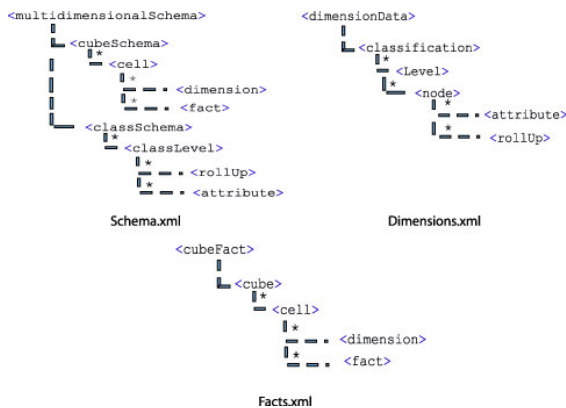 <multidimensionalSchema>
<cubeSchema>
*
<cell>
*
<dimension>
*
<fact>
<classSchema>
*
<classLevel>
*
<rollUp>
*
<attribute>
Schema.xml
<dimensionData>
<classification>
*
<Level>
*
<node>
*
<attribute>
*
<rollUp>
Dimensions.xml
<cubeFact>
<cube>
*
<cell>
*
<dimension>
*
<fact>
Facts.xml